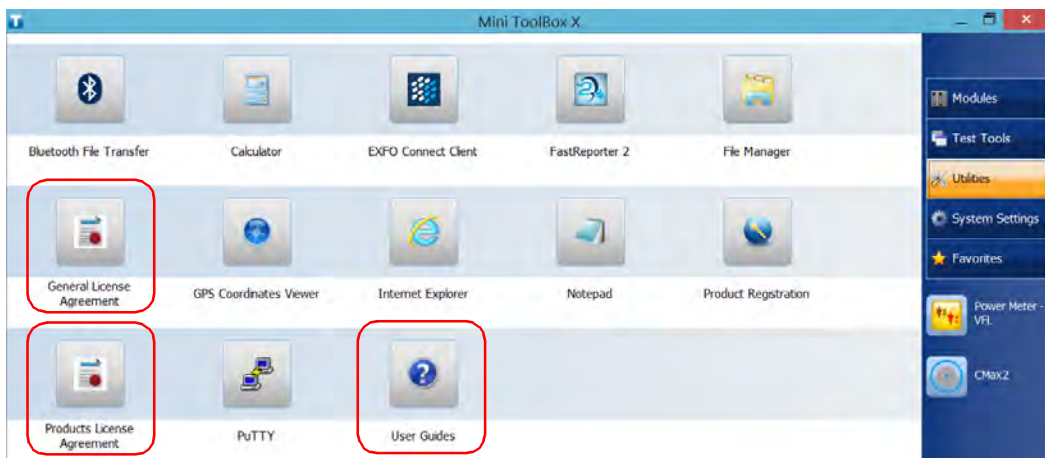 Mini ToolBox X
Bluetooth File Transfer
Calculator
EXFO Connect Client
FastReporter 2
File Manager
General License
Agreement
GPS Coordinates Viewer
Internet Explorer
Notepad
Product Registration
Products License
Agreement
PuTTY
User Guides
Modules
Test Tools
Utilities
System Settings
Favorites
Power Meter -
VFL
CMax2